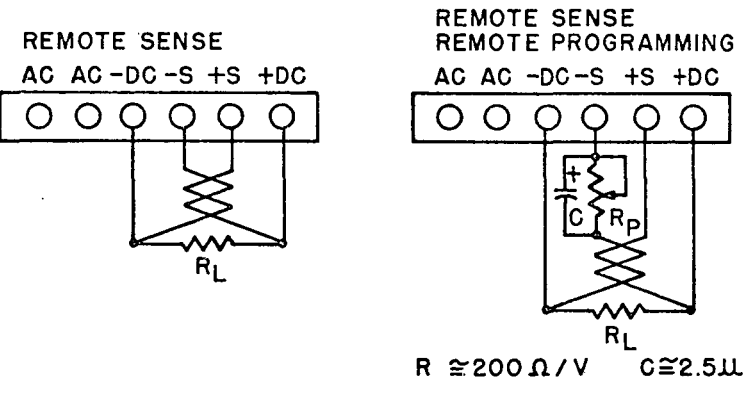 REMOTE SENSE
AC AC -DC -S +S +DC
R_L
REMOTE SENSE
REMOTE PROGRAMMING
AC AC -DC -S +S +DC
+
C R_P
R_L
R ≅200 Ω/V C≅2.5µ